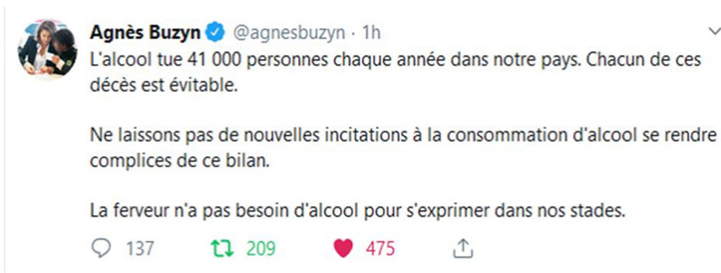 Agnès Buzyn @agnesbuzyn · 1h
L'alcool tue 41 000 personnes chaque année dans notre pays. Chacun de ces
décès est évitable.
Ne laissons pas de nouvelles incitations à la consommation d'alcool se rendre
complices de ce bilan.
La ferveur n'a pas besoin d'alcool pour s'exprimer dans nos stades.
137 209 475